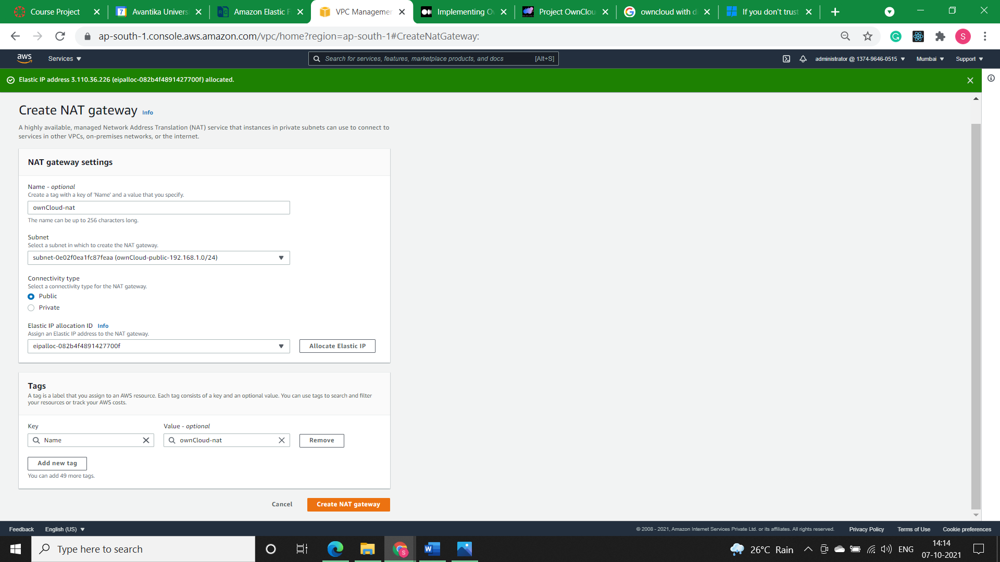 Course Project
7
Avantika Univers
Amazon Elastic F
VPC Managemen
Implementing O
Project OwnClou
owncloud with d
If you don't trust
ap-south-1.console.aws.amazon.com/vpc/home?region=ap-south-1#CreateNatGateway:
S
aws
Services
Search for services, features, marketplace products, and docs
[Alt+S]
administrator @ 1374-9646-0515
Mumbai
Support
Elastic IP address 3.110.36.226 (eipalloc-082b4f4891427700f) allocated.
Create NAT gateway Info
A highly available, managed Network Address Translation (NAT) service that instances in private subnets can use to connect to
services in other VPCs, on-premises networks, or the internet.
NAT gateway settings
Name - optional
Create a tag with a key of 'Name' and a value that you specify.
ownCloud-nat
The name can be up to 256 characters long.
Subnet
Select a subnet in which to create the NAT gateway.
subnet-0e02f0ea1fc87feaa (ownCloud-public-192.168.1.0/24)
Connectivity type
Select a connectivity type for the NAT gateway.
Public
Private
Elastic IP allocation ID Info
Assign an Elastic IP address to the NAT gateway.
eipalloc-082b4f4891427700f
Allocate Elastic IP
Tags
A tag is a label that you assign to an AWS resource. Each tag consists of a key and an optional value. You can use tags to search and filter
your resources or track your AWS costs.
Key
Value - optional
Name
ownCloud-nat
Remove
Add new tag
You can add 49 more tags.
Cancel
Create NAT gateway
Feedback
English (US)
© 2008 - 2021, Amazon Internet Services Private Ltd. or its affiliates. All rights reserved.
Privacy Policy
Terms of Use
Cookie preferences
Type here to search
26°C Rain
ENG
14:14
07-10-2021